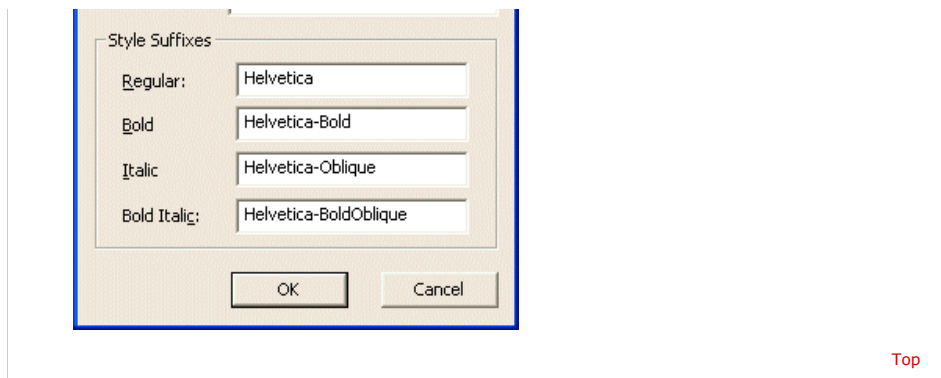 Style Suffixes
Regular: Helvetica
Bold Helvetica-Bold
Italic Helvetica-Oblique
Bold Italic: Helvetica-BoldOblique
OK Cancel
Top